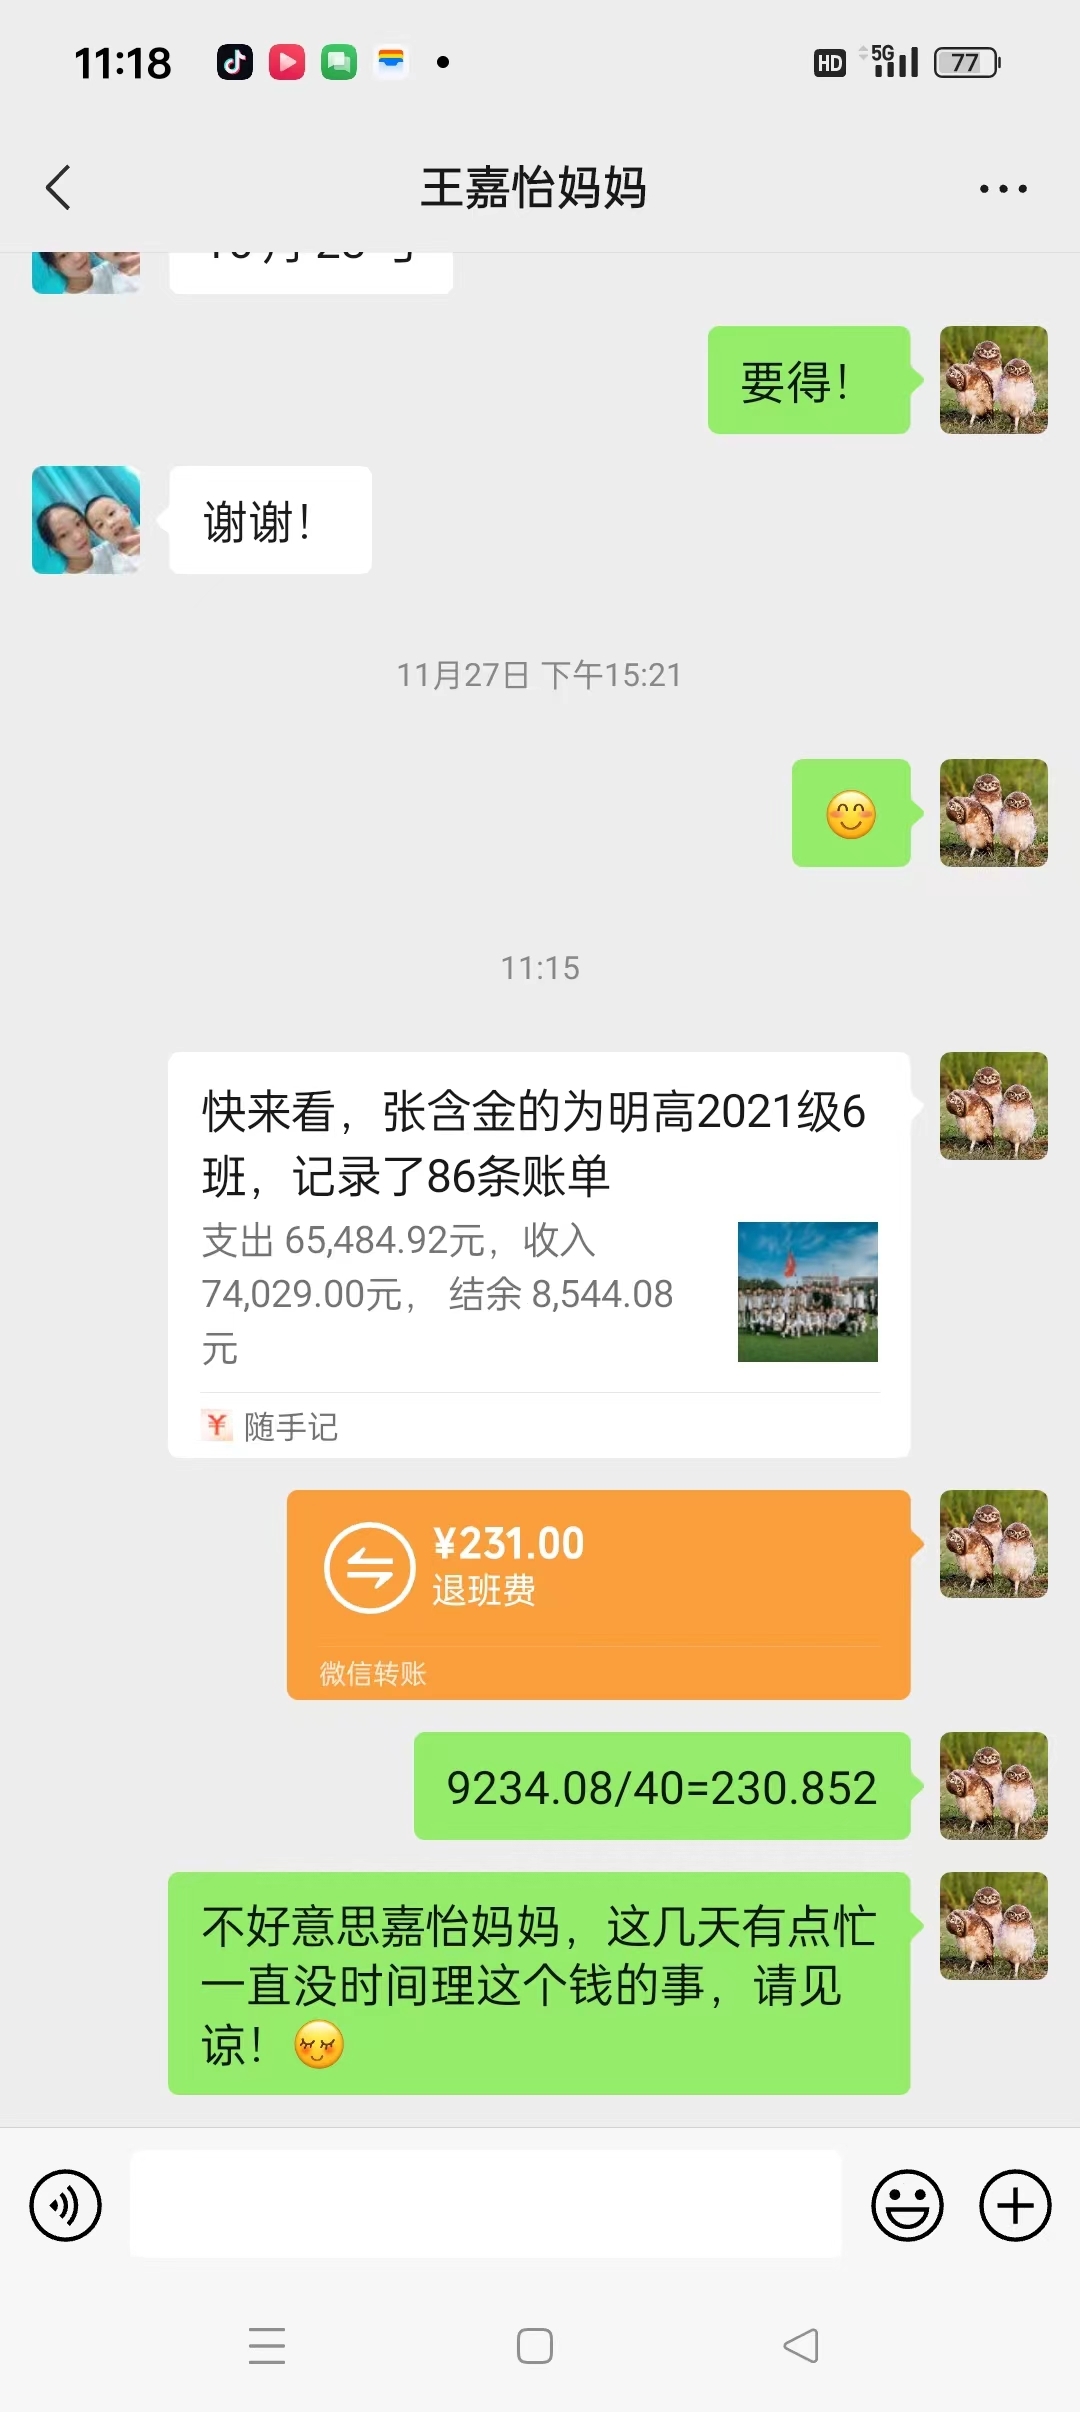 11:18
HD 5G 77
王嘉怡妈妈
要得！
谢谢！
11月27日 下午15:21
11:15
快来看，张含金的为明高2021级6
班，记录了86条账单
支出 65,484.92元，收入
74,029.00元， 结余 8,544.08
元
¥ 随手记
¥231.00
退班费
微信转账
9234.08/40=230.852
不好意思嘉怡妈妈，这几天有点忙
一直没时间理这个钱的事，请见
谅！